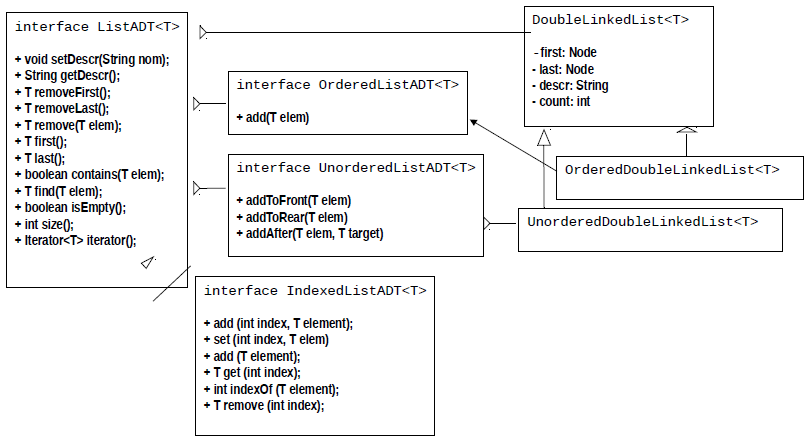 interface ListADT<T>
+ void setDescr(String nom);
+ String getDescr();
+ T removeFirst();
+ T removeLast();
+ T remove(T elem);
+ T first();
+ T last();
+ boolean contains(T elem);
+ T find(T elem);
+ boolean isEmpty();
+ int size();
+ Iterator<T> iterator();
interface OrderedListADT<T>
+ add(T elem)
interface UnorderedListADT<T>
+ addToFront(T elem)
+ addToRear(T elem)
+ addAfter(T elem, T target)
interface IndexedListADT<T>
+ add (int index, T element);
+ set (int index, T elem)
+ add (T element);
+ T get (int index);
+ int indexOf (T element);
+ T remove (int index);
DoubleLinkedList<T>
- first: Node
- last: Node
- descr: String
- count: int
OrderedDoubleLinkedList<T>
UnorderedDoubleLinkedList<T>